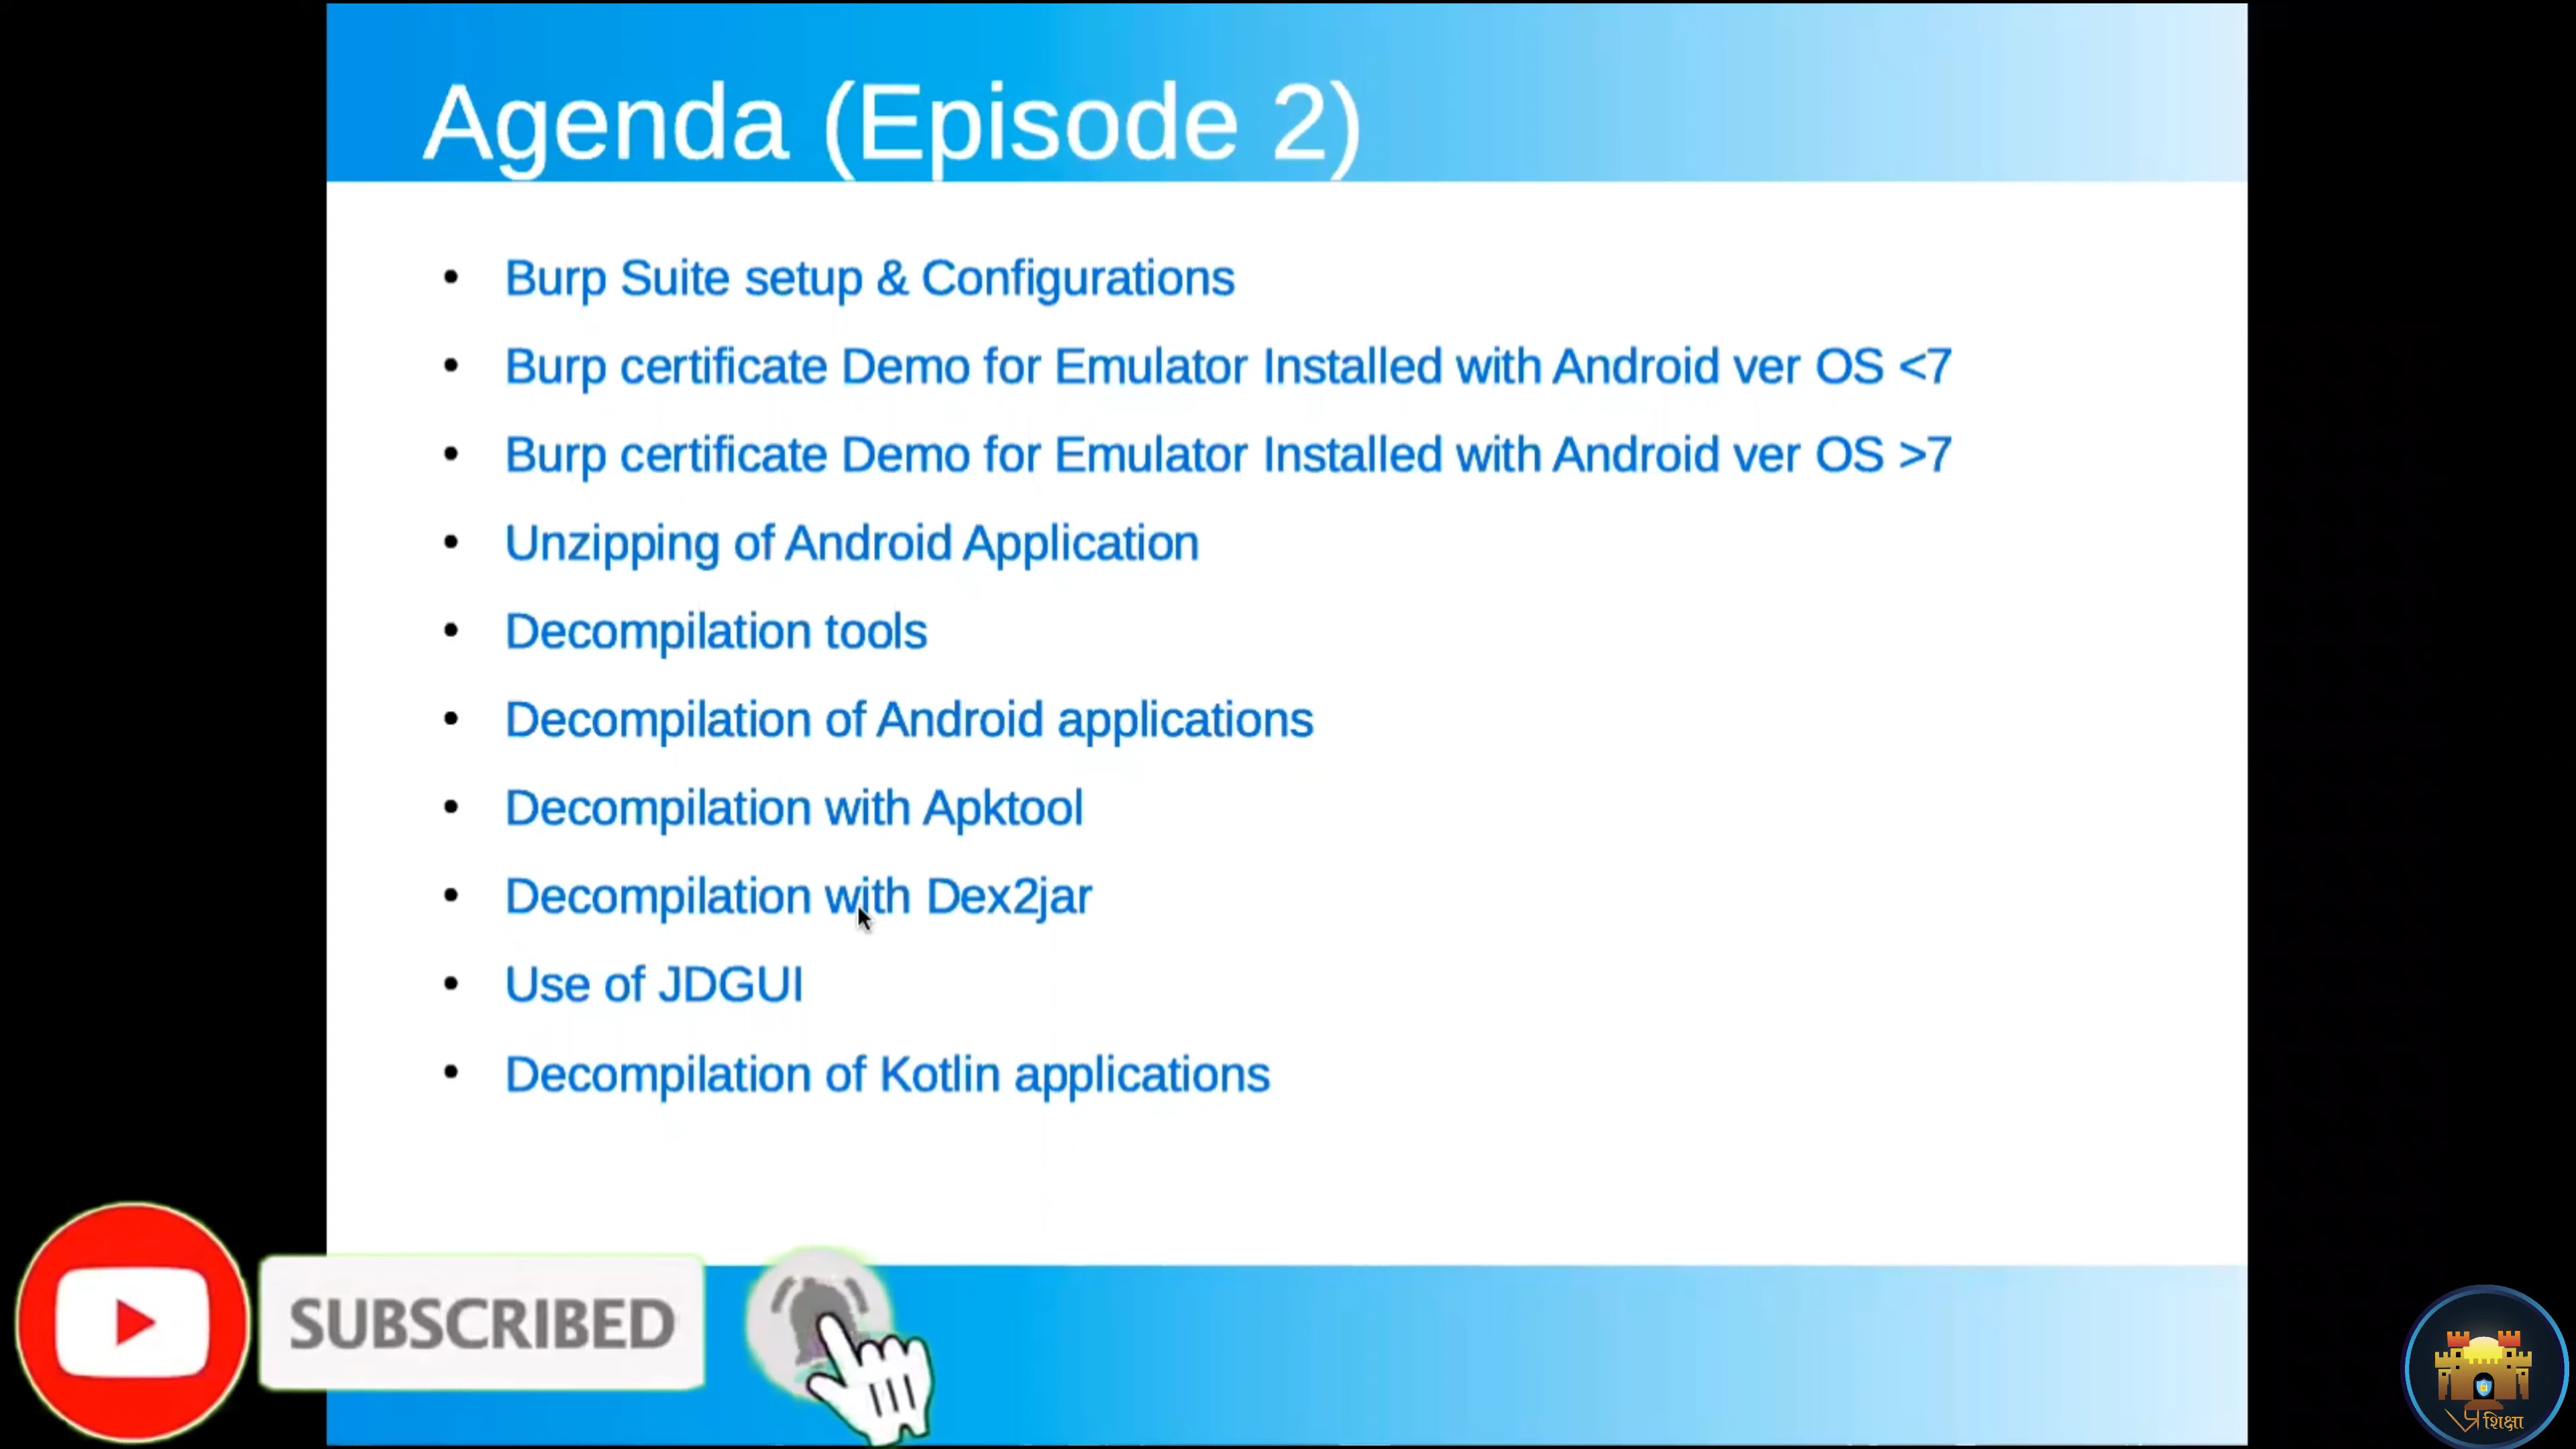 Agenda (Episode 2)
• Burp Suite setup & Configurations
• Burp certificate Demo for Emulator Installed with Android ver OS <7
• Burp certificate Demo for Emulator Installed with Android ver OS >7
• Unzipping of Android Application
• Decompilation tools
• Decompilation of Android applications
• Decompilation with Apktool
• Decompilation with Dex2jar
• Use of JDGUI
• Decompilation of Kotlin applications
SUBSCRIBED
प्रशिक्षा